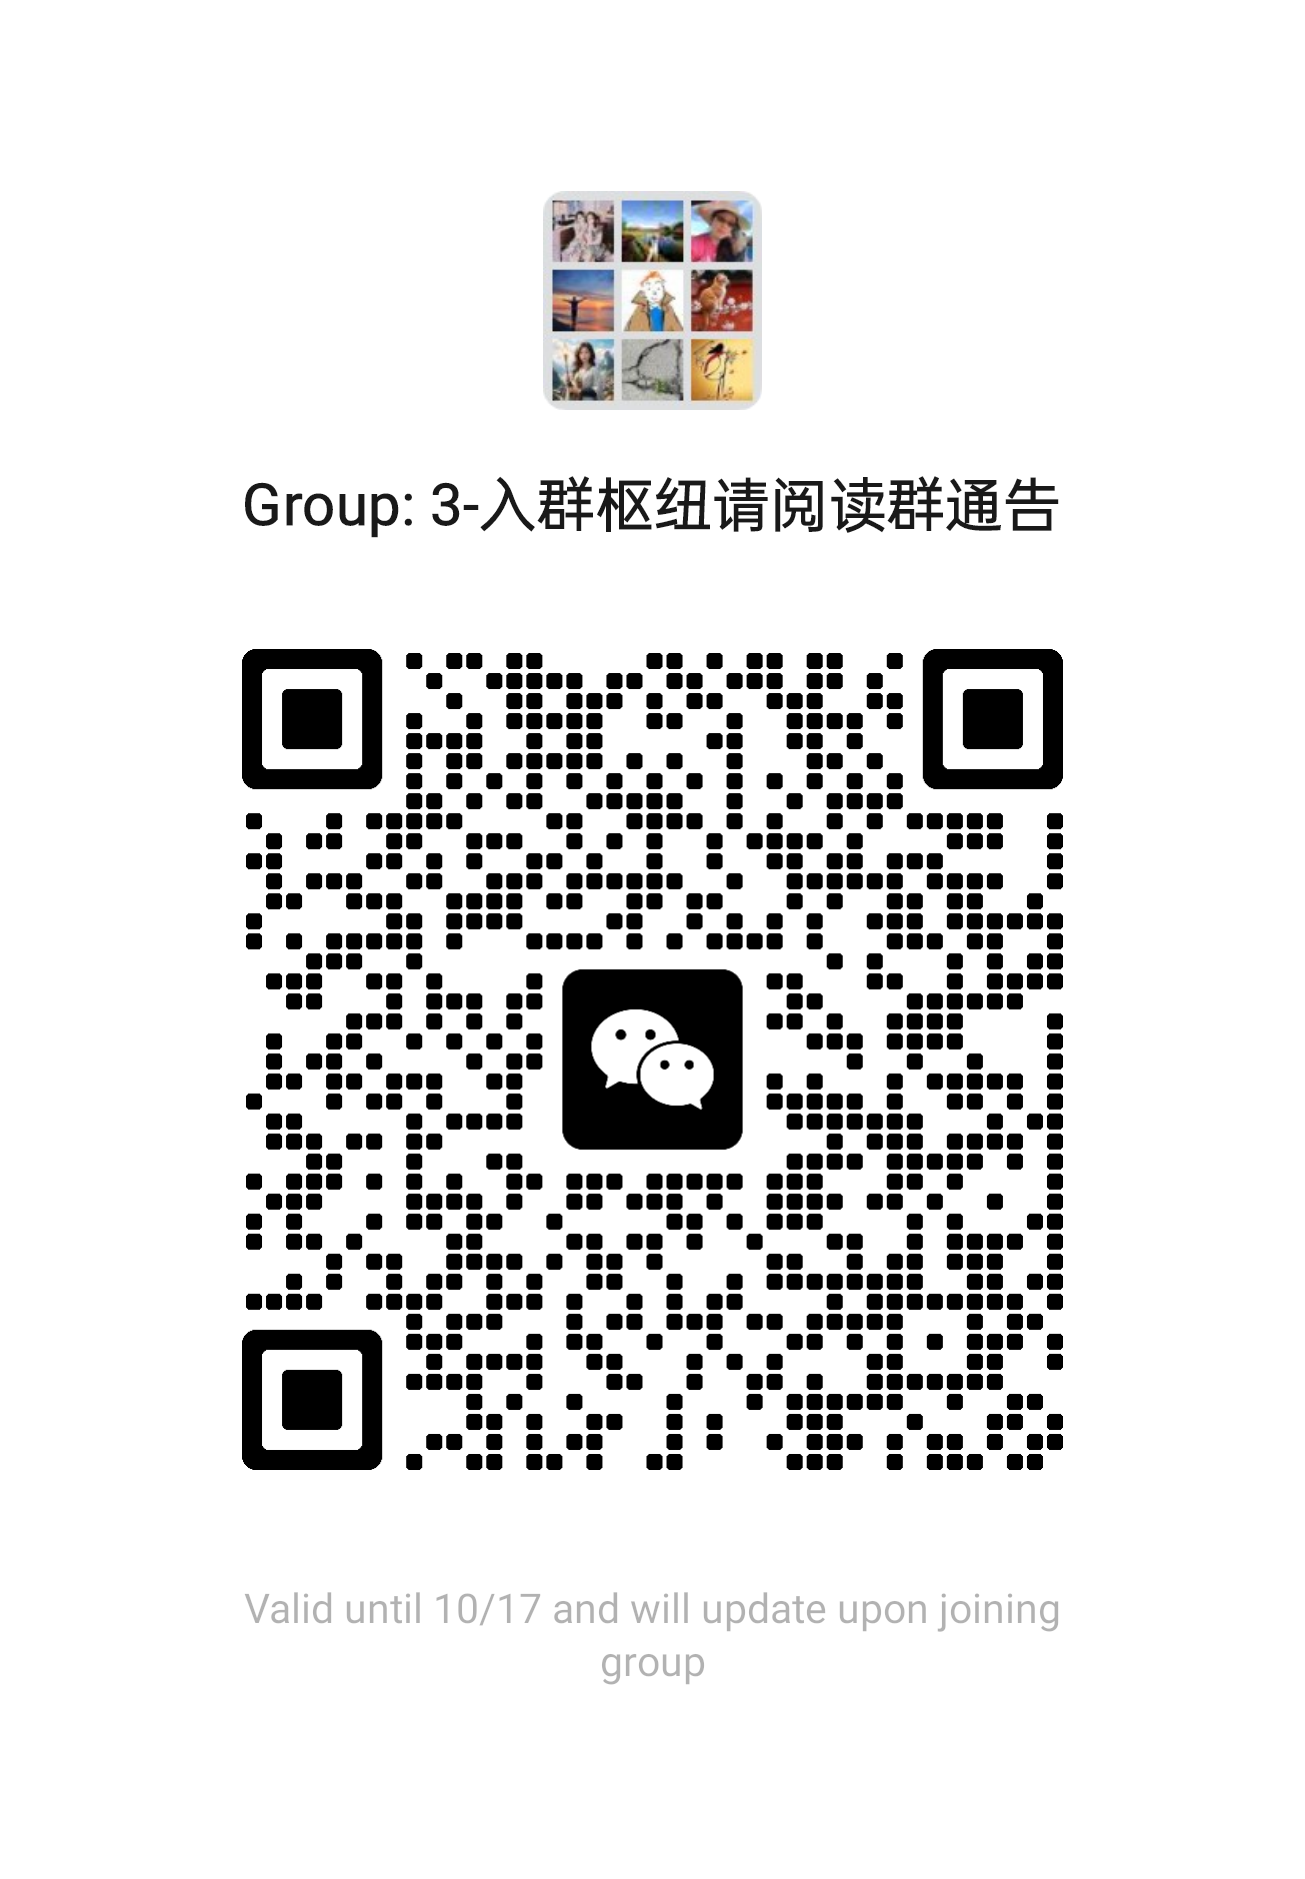 Group: 3-入群枢纽请阅读群通告
Valid until 10/17 and will update upon joining
group